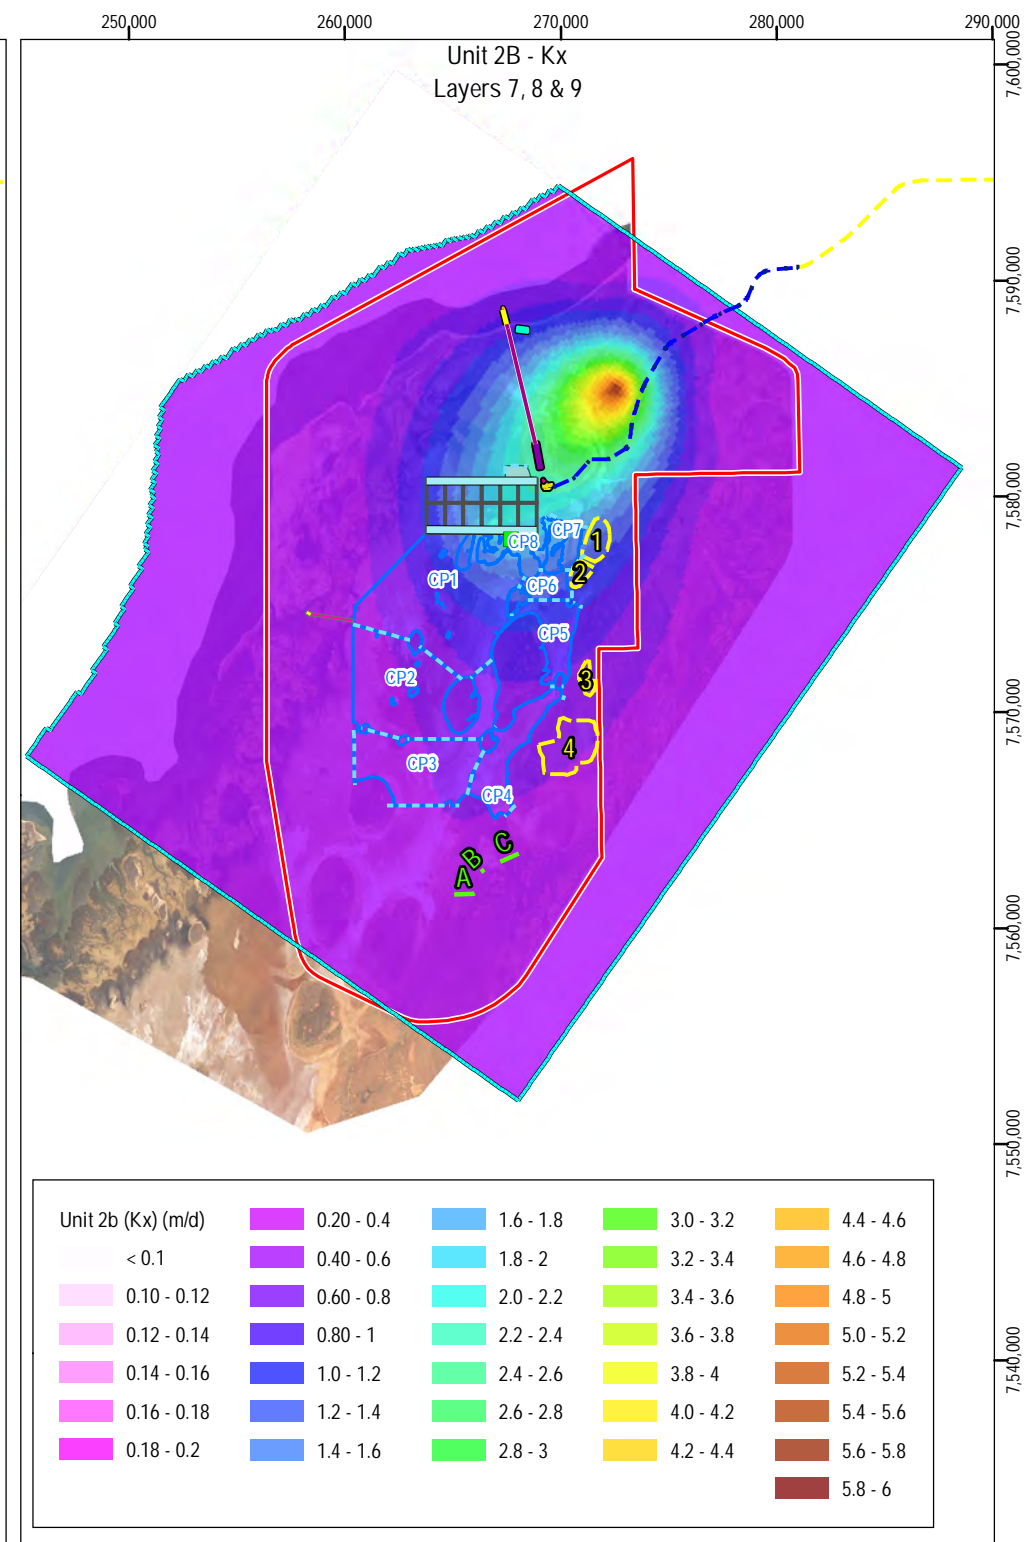 250,000
260,000
270,000
280,000
290,000
Unit 2B - Kx
Layers 7, 8 & 9
7,600,000
7,590,000
7,580,000
7,570,000
7,560,000
7,550,000
7,540,000
CP8
CP7
1
2
CP1
CP6
CP5
CP2
3
4
CP3
CP4
C
B
A
Unit 2b (Kx) (m/d)
< 0.1
0.10 - 0.12
0.12 - 0.14
0.14 - 0.16
0.16 - 0.18
0.18 - 0.2
0.20 - 0.4
0.40 - 0.6
0.60 - 0.8
0.80 - 1
1.0 - 1.2
1.2 - 1.4
1.4 - 1.6
1.6 - 1.8
1.8 - 2
2.0 - 2.2
2.2 - 2.4
2.4 - 2.6
2.6 - 2.8
2.8 - 3
3.0 - 3.2
3.2 - 3.4
3.4 - 3.6
3.6 - 3.8
3.8 - 4
4.0 - 4.2
4.2 - 4.4
4.4 - 4.6
4.6 - 4.8
4.8 - 5
5.0 - 5.2
5.2 - 5.4
5.4 - 5.6
5.6 - 5.8
5.8 - 6